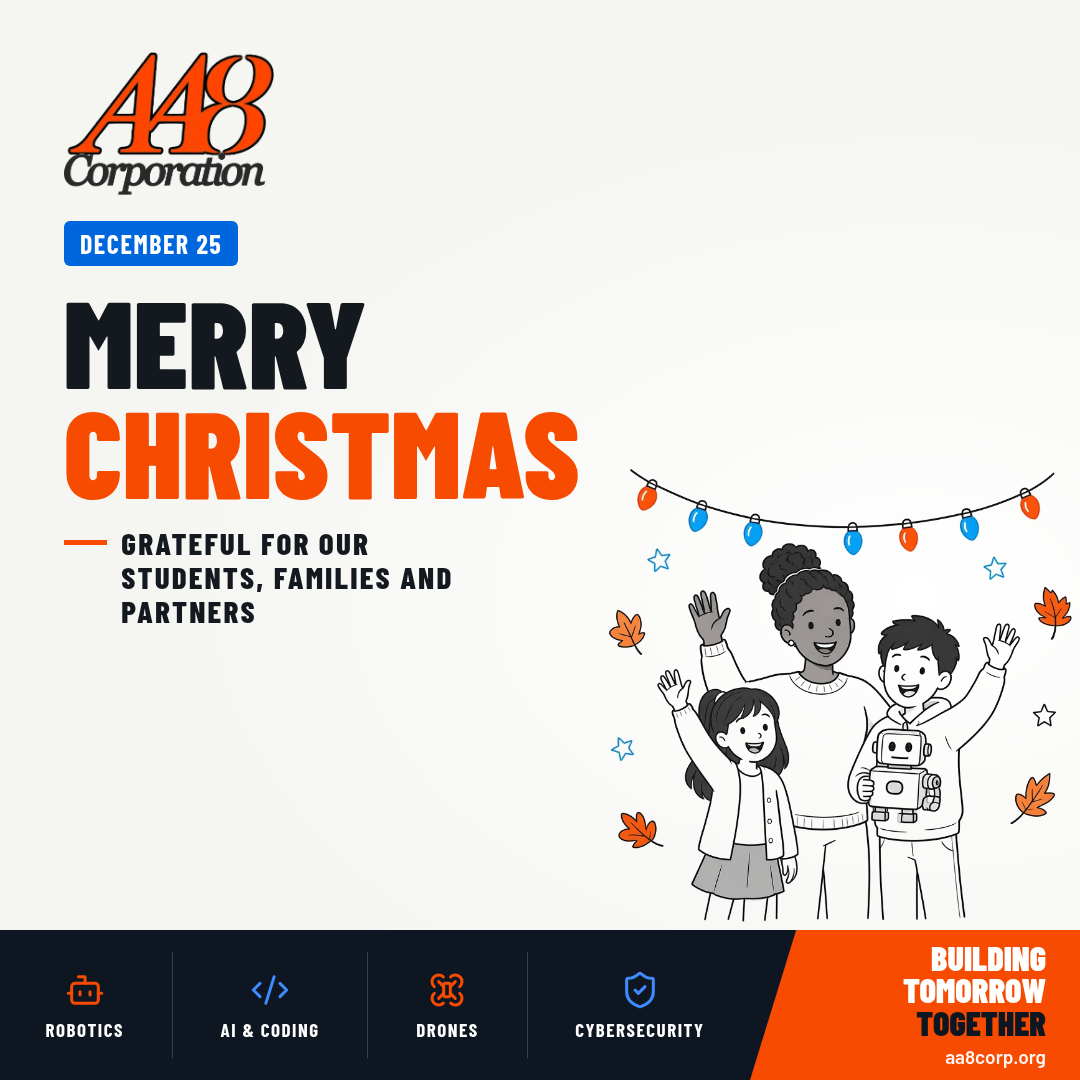 AA8
Corporation
DECEMBER 25
MERRY
CHRISTMAS
GRATEFUL FOR OUR
STUDENTS, FAMILIES AND
PARTNERS
ROBOTICS
AI & CODING
DRONES
CYBERSECURITY
BUILDING
TOMORROW
TOGETHER
aa8corp.org